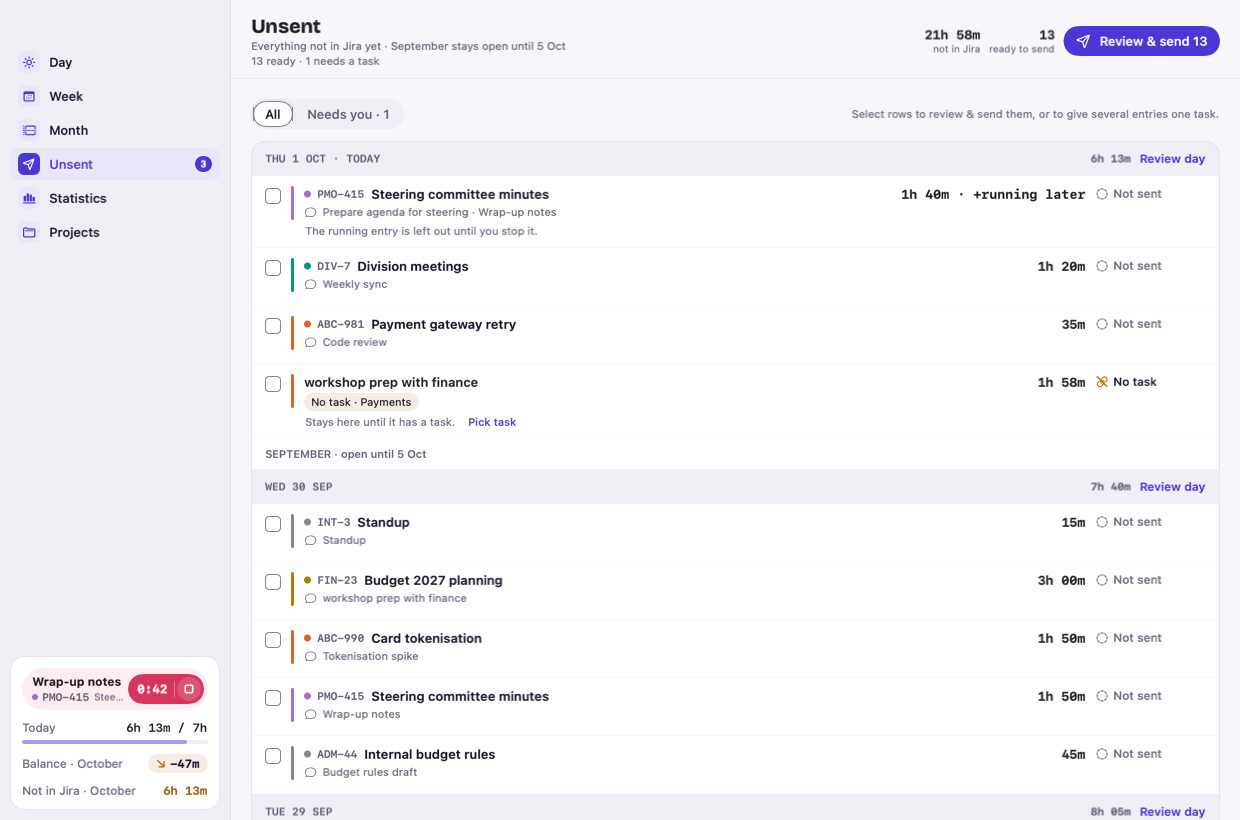 Day
Week
Month
Unsent 3
Statistics
Projects
Wrap-up notes
PMO-415 Stee... 0:42
Today 6h 13m / 7h
Balance · October −47m
Not in Jira · October 6h 13m
Unsent
Everything not in Jira yet · September stays open until 5 Oct
13 ready · 1 needs a task
21h 58m
not in Jira
13
ready to send
Review & send 13
All
Needs you · 1
Select rows to review & send them, or to give several entries one task.
THU 1 OCT · TODAY 6h 13m Review day
PMO-415 Steering committee minutes 1h 40m · +running later Not sent
Prepare agenda for steering · Wrap-up notes
The running entry is left out until you stop it.
DIV-7 Division meetings 1h 20m Not sent
Weekly sync
ABC-981 Payment gateway retry 35m Not sent
Code review
workshop prep with finance 1h 58m No task
No task · Payments
Stays here until it has a task. Pick task
SEPTEMBER · open until 5 Oct
WED 30 SEP 7h 40m Review day
INT-3 Standup 15m Not sent
Standup
FIN-23 Budget 2027 planning 3h 00m Not sent
workshop prep with finance
ABC-990 Card tokenisation 1h 50m Not sent
Tokenisation spike
PMO-415 Steering committee minutes 1h 50m Not sent
Wrap-up notes
ADM-44 Internal budget rules 45m Not sent
Budget rules draft
TUE 29 SEP 8h 05m Review day